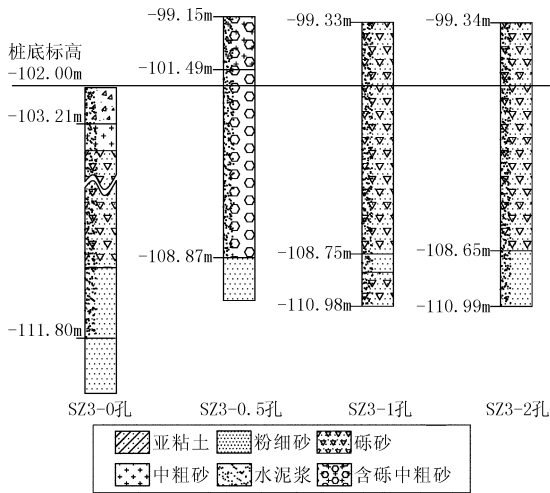 -99.15m
-99.33m
-99.34m
桩底标高
-102.00m
-101.49m
-103.21m
-108.87m
-108.75m
-108.65m
-110.98m
-110.99m
-111.80m
SZ3-0孔
SZ3-0.5孔
SZ3-1孔
SZ3-2孔
亚粘土
粉细砂
砾砂
中粗砂
水泥浆
含砾中粗砂